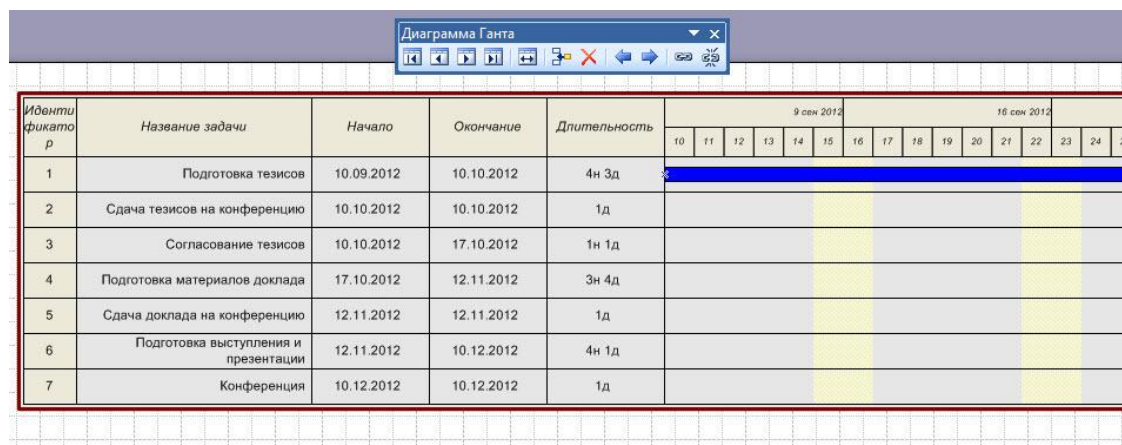 Диаграмма Ганта
Иденти
фикато
р
Название задачи
Начало
Окончание
Длительность
9 сен 2012
16 сен 2012
10 11 12 13 14 15 16 17 18 19 20 21 22 23 24
1 Подготовка тезисов 10.09.2012 10.10.2012 4н 3д
2 Сдача тезисов на конференцию 10.10.2012 10.10.2012 1д
3 Согласование тезисов 10.10.2012 17.10.2012 1н 1д
4 Подготовка материалов доклада 17.10.2012 12.11.2012 3н 4д
5 Сдача доклада на конференцию 12.11.2012 12.11.2012 1д
6 Подготовка выступления и
презентации 12.11.2012 10.12.2012 4н 1д
7 Конференция 10.12.2012 10.12.2012 1д